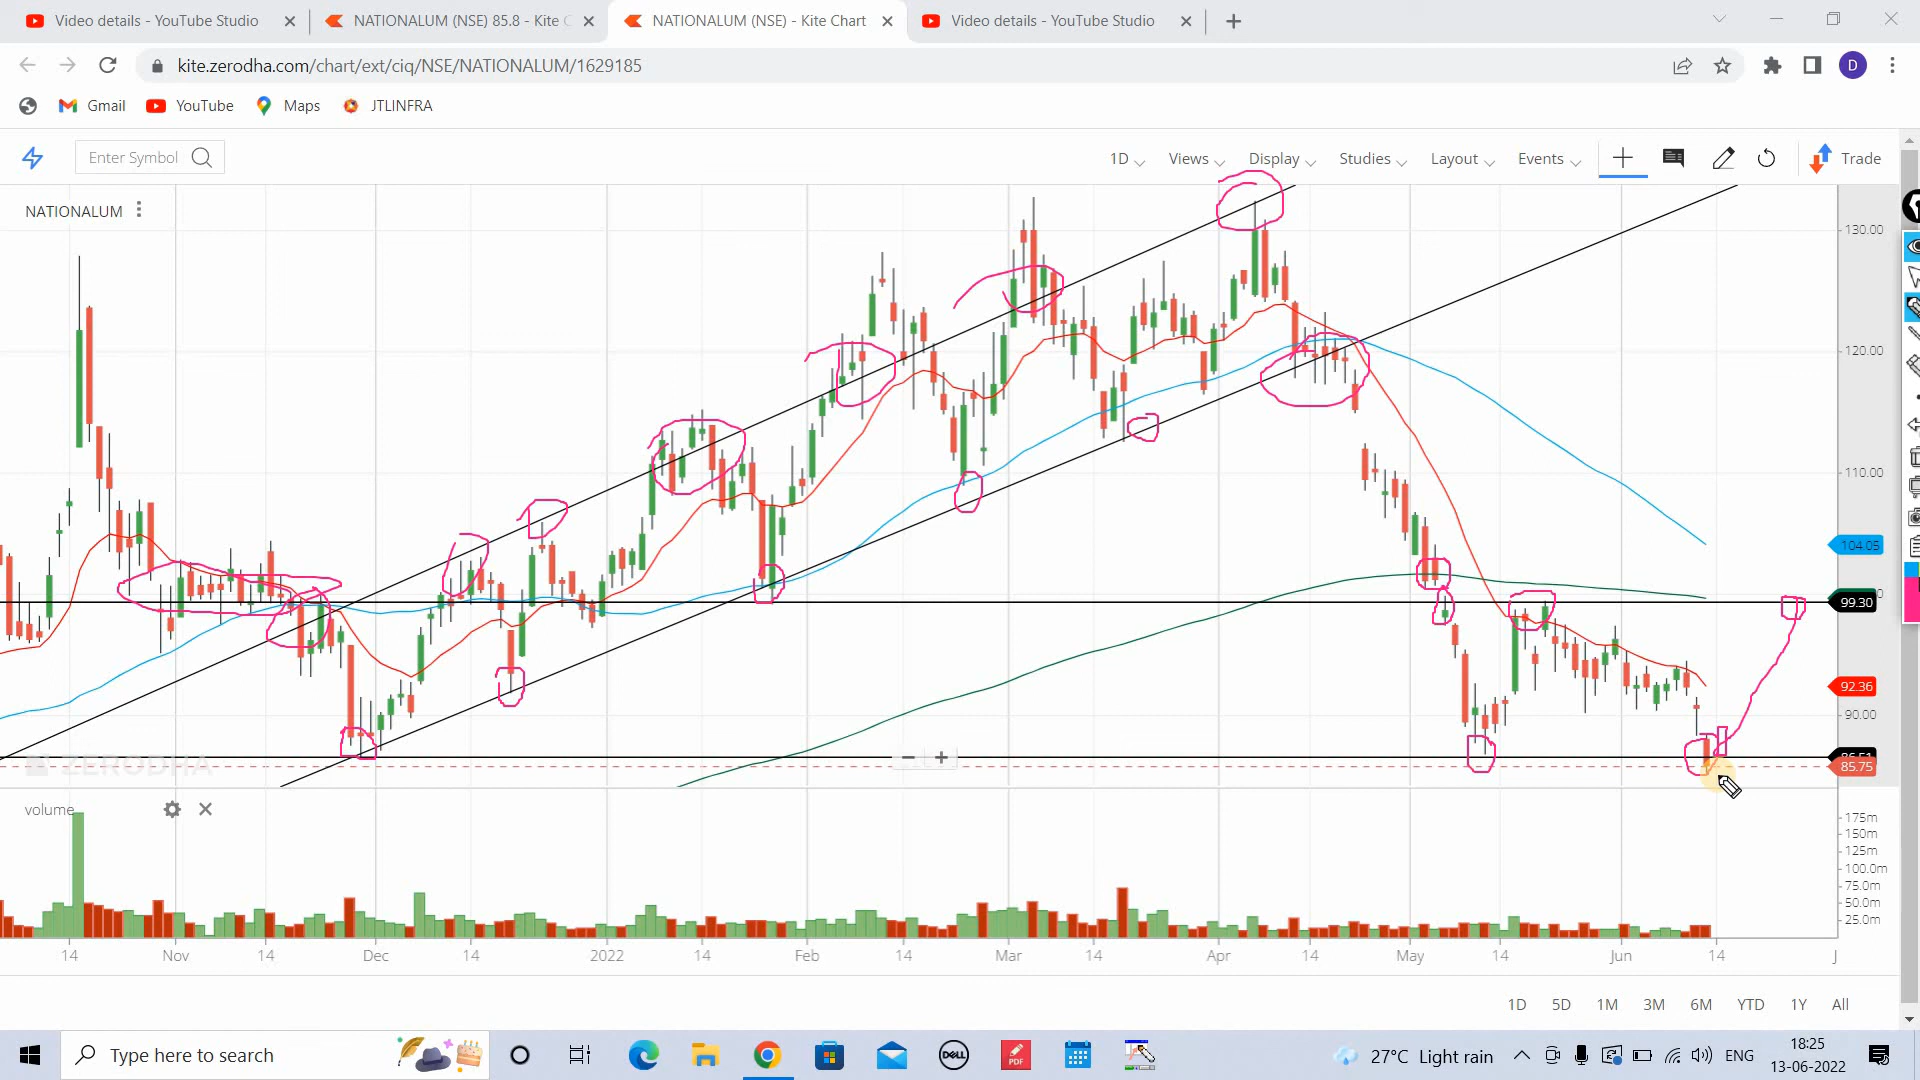 Video details - YouTube Studio
NATIONALUM (NSE) 85.8 - Kite C
NATIONALUM (NSE) - Kite Chart
Video details - YouTube Studio
kite.zerodha.com/chart/ext/ciq/NSE/NATIONALUM/1629185
D
Gmail
YouTube
Maps
JTLINFRA
Enter Symbol
1D
Views
Display
Studies
Layout
Events
Trade
NATIONALUM
130.00
120.00
110.00
104.05
99.30
92.36
90.00
86.51
85.75
ZERODHA
volume
175m
150m
125m
100.0m
75.0m
50.0m
25.0m
14 Nov 14 Dec 14 2022 14 Feb 14 Mar 14 Apr 14 May 14 Jun 14 J
1D 5D 1M 3M 6M YTD 1Y All
Type here to search
DELL
PDF
27°C Light rain
ENG
18:25
13-06-2022